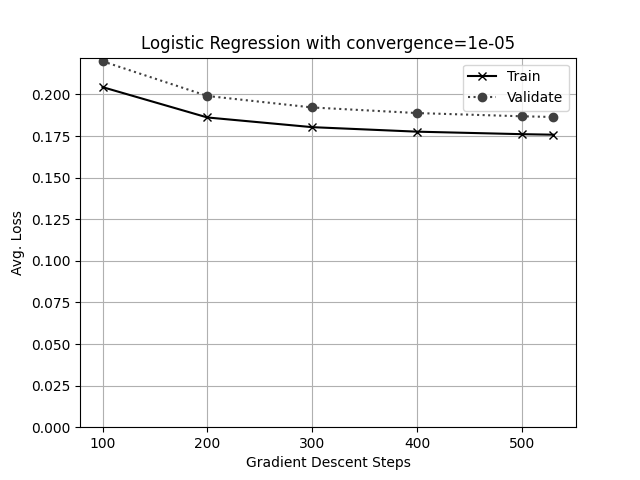 Logistic Regression with convergence=1e-05
Train
Validate
Avg. Loss
0.200
0.175
0.150
0.125
0.100
0.075
0.050
0.025
0.000
100 200 300 400 500
Gradient Descent Steps